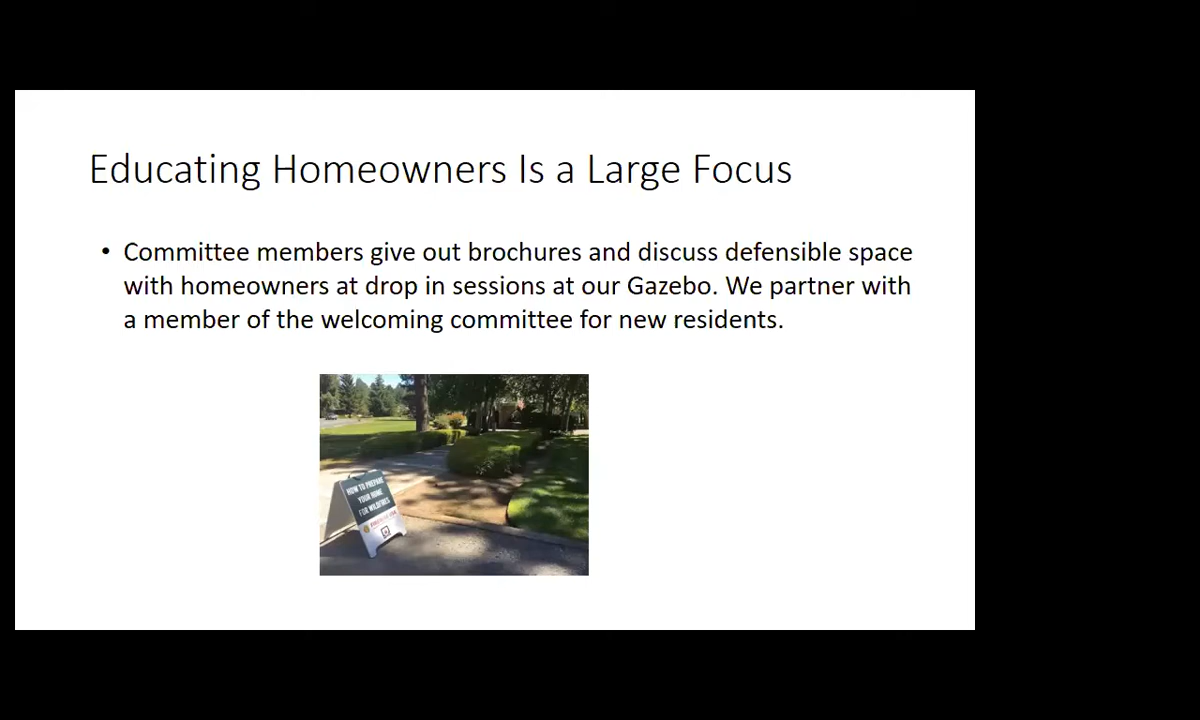 Educating Homeowners Is a Large Focus
• Committee members give out brochures and discuss defensible space
with homeowners at drop in sessions at our Gazebo. We partner with
a member of the welcoming committee for new residents.
HOW TO PREPARE
YOUR HOME
FOR WILDFIRES